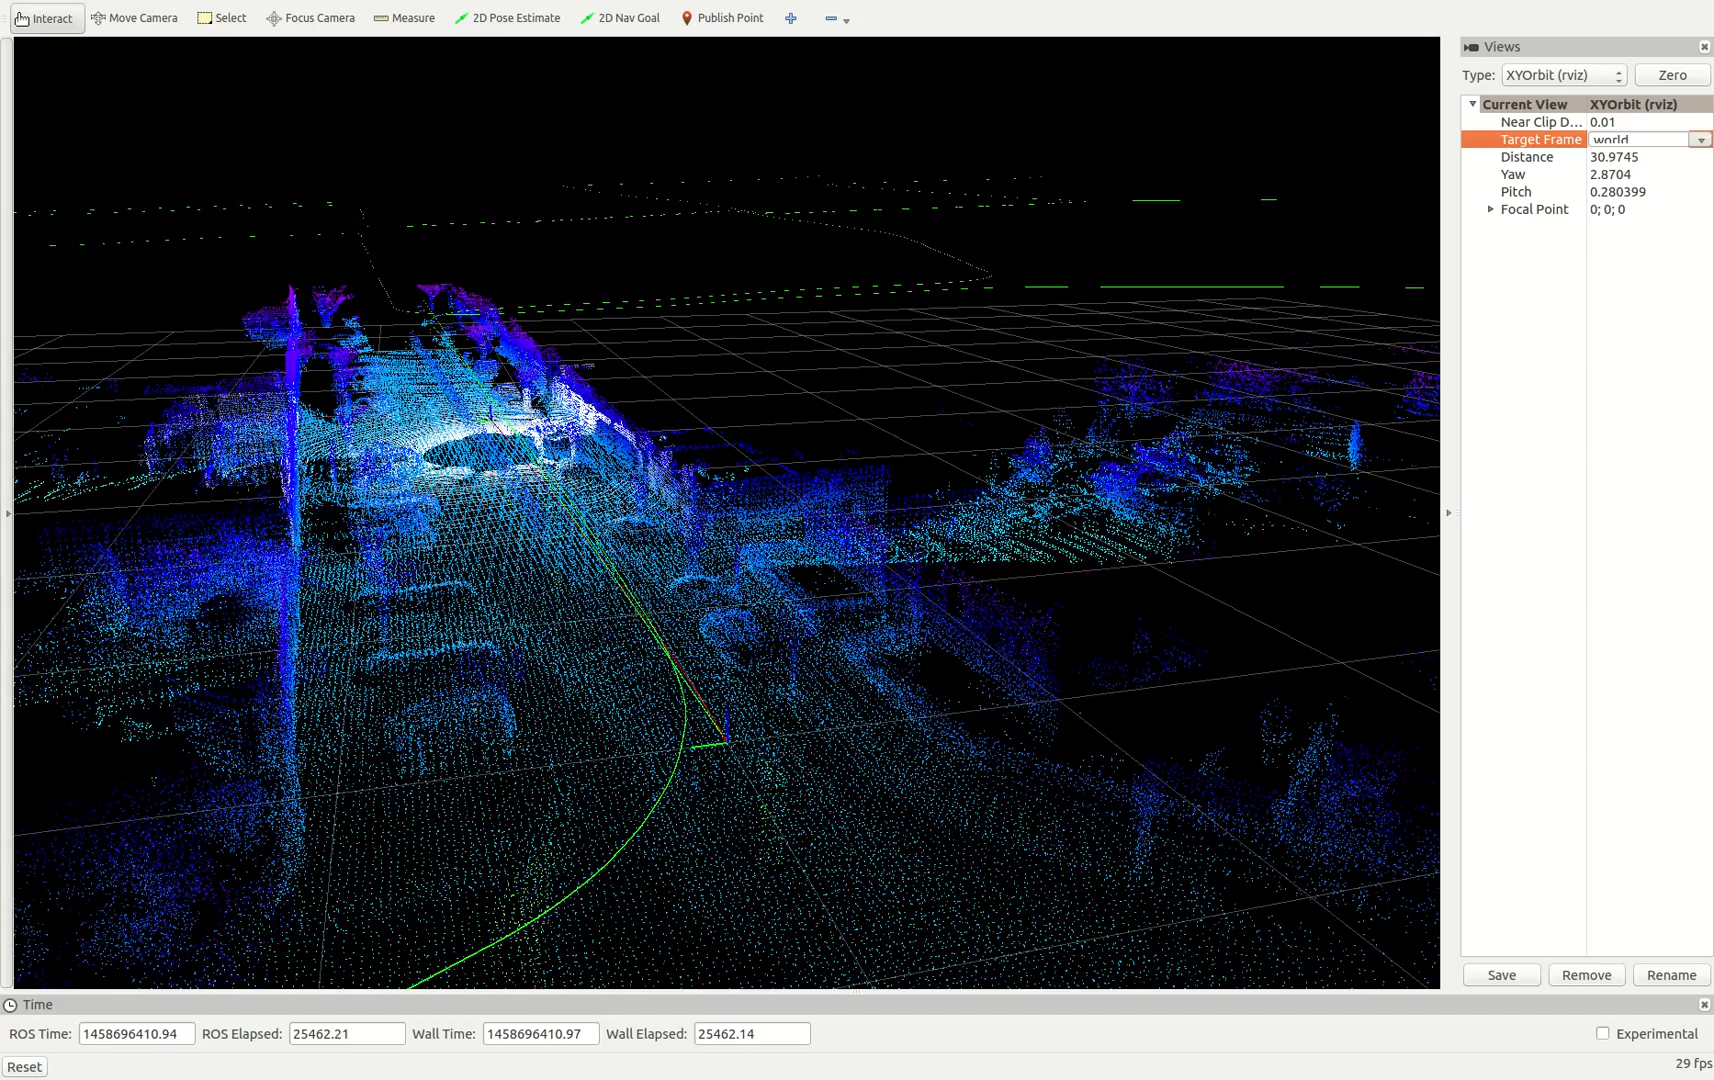 Interact Move Camera Select Focus Camera Measure 2D Pose Estimate 2D Nav Goal Publish Point
Views
Type: XYOrbit (rviz) Zero
Current View XYOrbit (rviz)
Near Clip D... 0.01
Target Frame world
Distance 30.9745
Yaw 2.8704
Pitch 0.280399
Focal Point 0; 0; 0
Save Remove Rename
Time
ROS Time: 1458696410.94 ROS Elapsed: 25462.21 Wall Time: 1458696410.97 Wall Elapsed: 25462.14 Experimental
Reset 29 fps